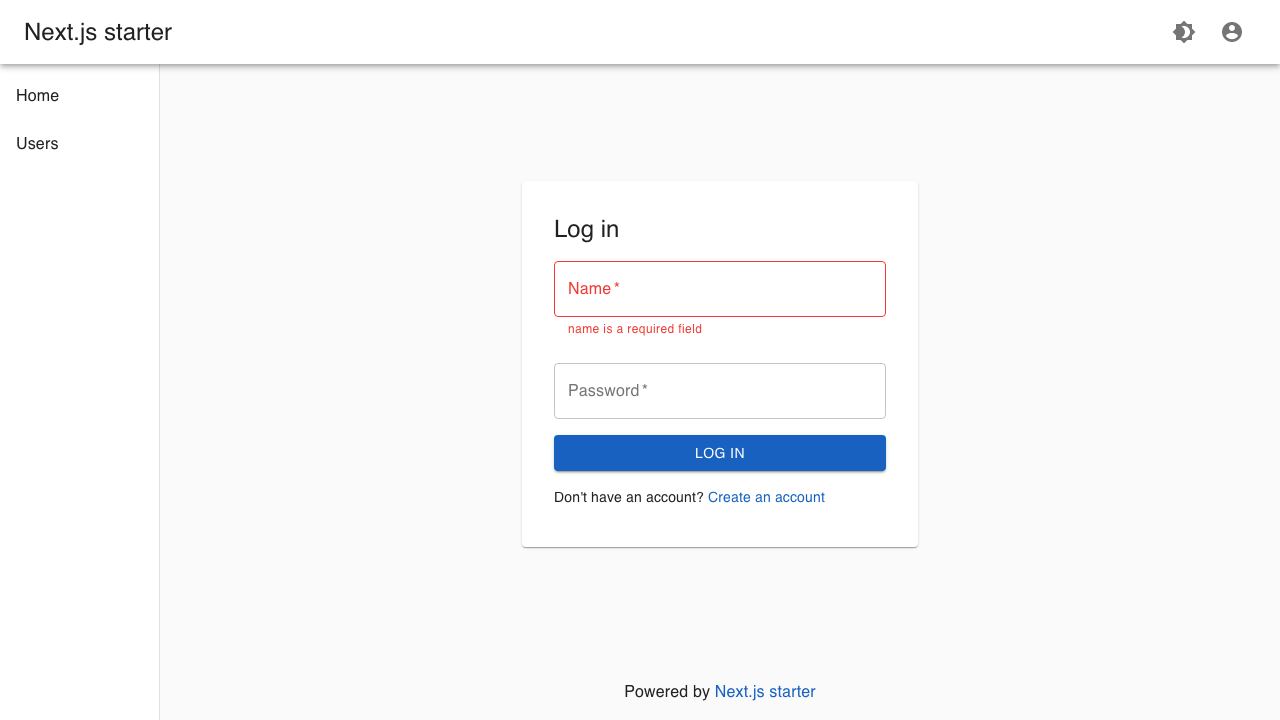 Next.js starter
Home
Users
Log in
Name *
name is a required field
Password *
LOG IN
Don't have an account? Create an account
Powered by Next.js starter